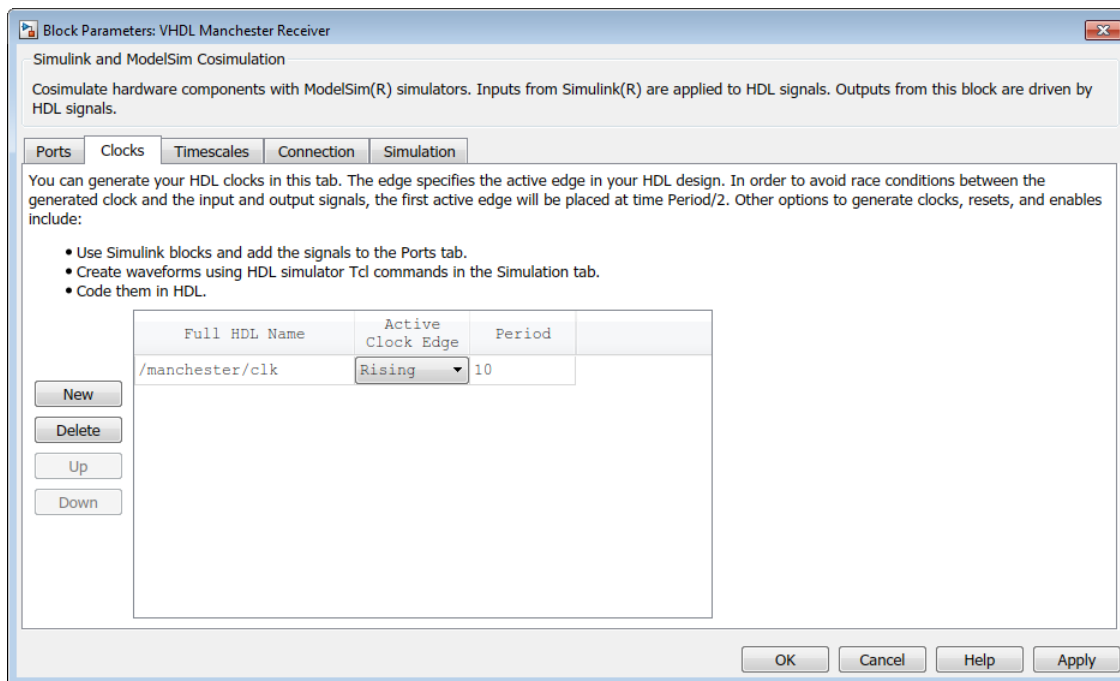 Block Parameters: VHDL Manchester Receiver
Simulink and ModelSim Cosimulation
Cosimulate hardware components with ModelSim(R) simulators. Inputs from Simulink(R) are applied to HDL signals. Outputs from this block are driven by
HDL signals.
Ports Clocks Timescales Connection Simulation
You can generate your HDL clocks in this tab. The edge specifies the active edge in your HDL design. In order to avoid race conditions between the
generated clock and the input and output signals, the first active edge will be placed at time Period/2. Other options to generate clocks, resets, and enables
include:
• Use Simulink blocks and add the signals to the Ports tab.
• Create waveforms using HDL simulator Tcl commands in the Simulation tab.
• Code them in HDL.
Full HDL Name Active Clock Edge Period
/manchester/clk Rising 10
New
Delete
Up
Down
OK Cancel Help Apply